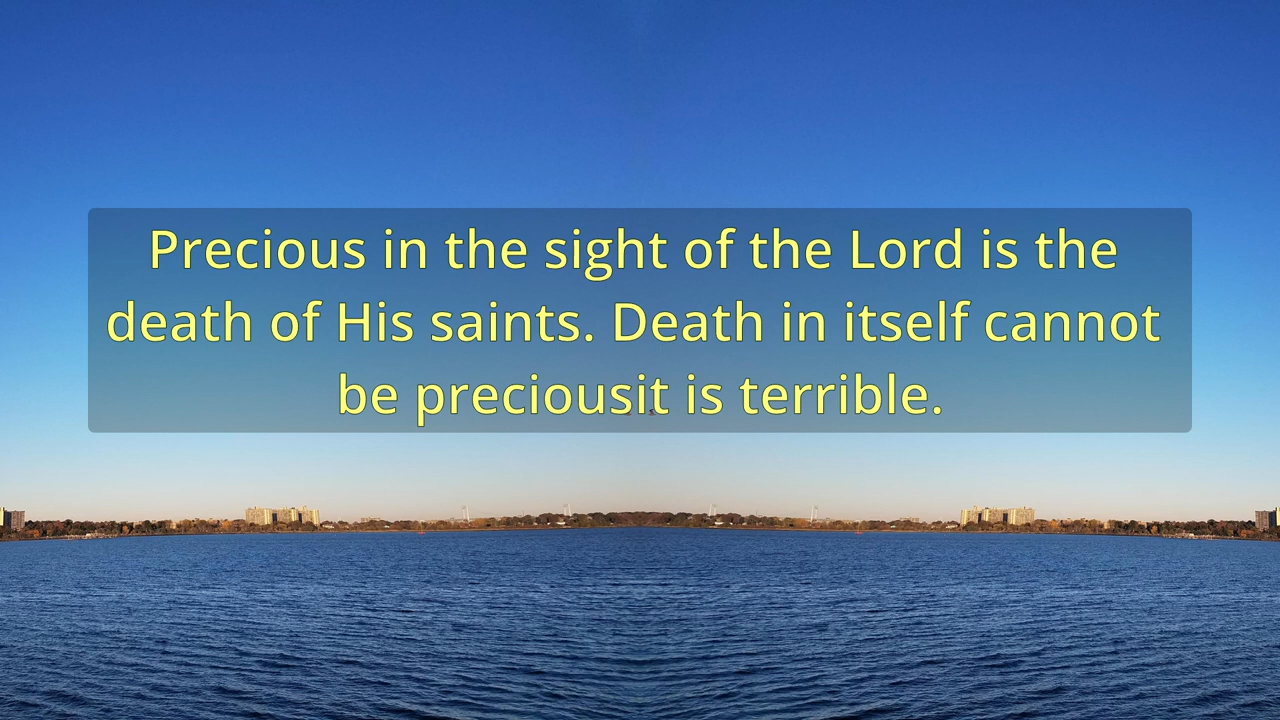 Precious in the sight of the Lord is the
death of His saints. Death in itself cannot
be preciousit is terrible.